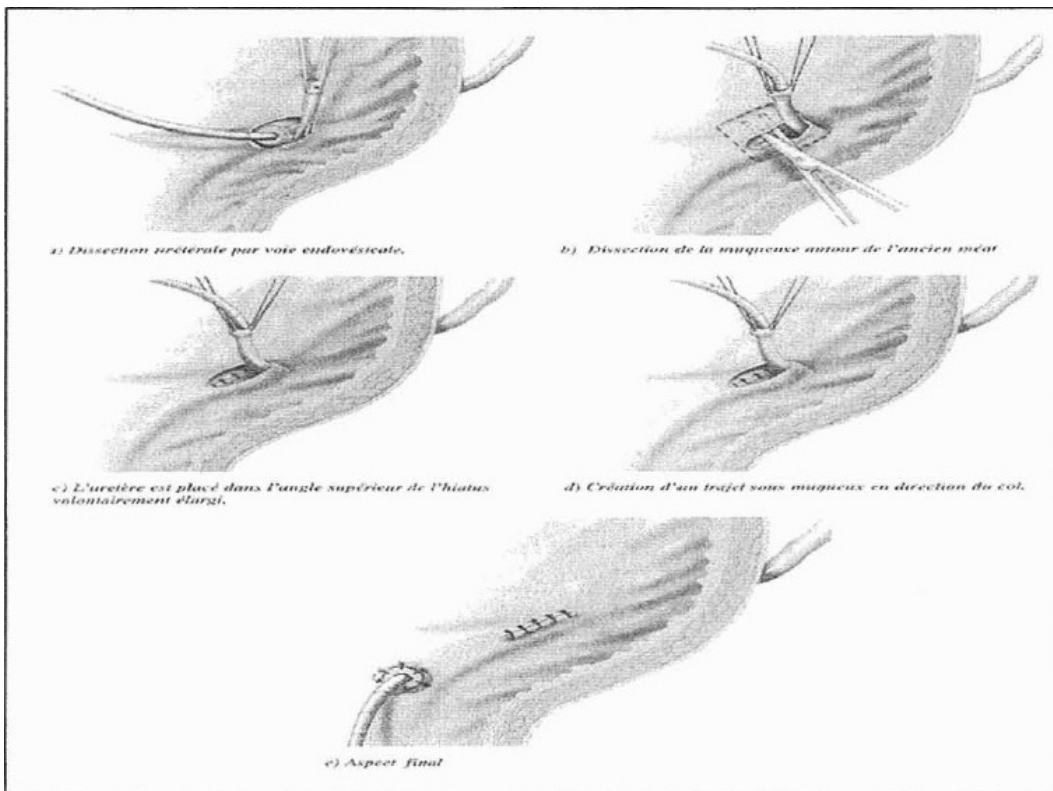 a) Dissection urétérale par voie endovésicale.
b) Dissection de la muqueuse autour de l'ancien méat
c) L'uretère est placé dans l'angle supérieur de l'hiatus
volontairement élargi.
d) Création d'un trajet sous muqueux en direction du col.
e) Aspect final